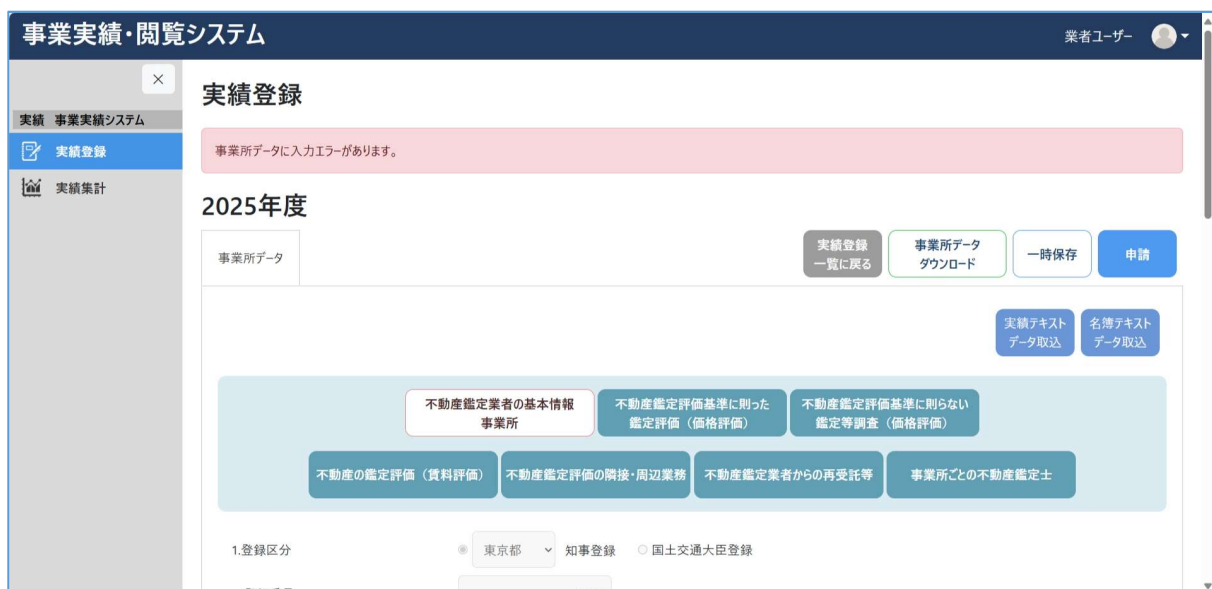 事業実績・閲覧システム
業者ユーザー
×
実績 事業実績システム
実績登録
実績集計
実績登録
事業所データに入力エラーがあります。
2025年度
事業所データ
実績登録
一覧に戻る
事業所データ
ダウンロード
一時保存
申請
実績テキスト
データ取込
名簿テキスト
データ取込
不動産鑑定業者の基本情報
事業所
不動産鑑定評価基準に則った
鑑定評価（価格評価）
不動産鑑定評価基準に則らない
鑑定等調査（価格評価）
不動産の鑑定評価（賃料評価）
不動産鑑定評価の隣接・周辺業務
不動産鑑定業者からの再受託等
事業所ごとの不動産鑑定士
1.登録区分
東京都
知事登録
国土交通大臣登録